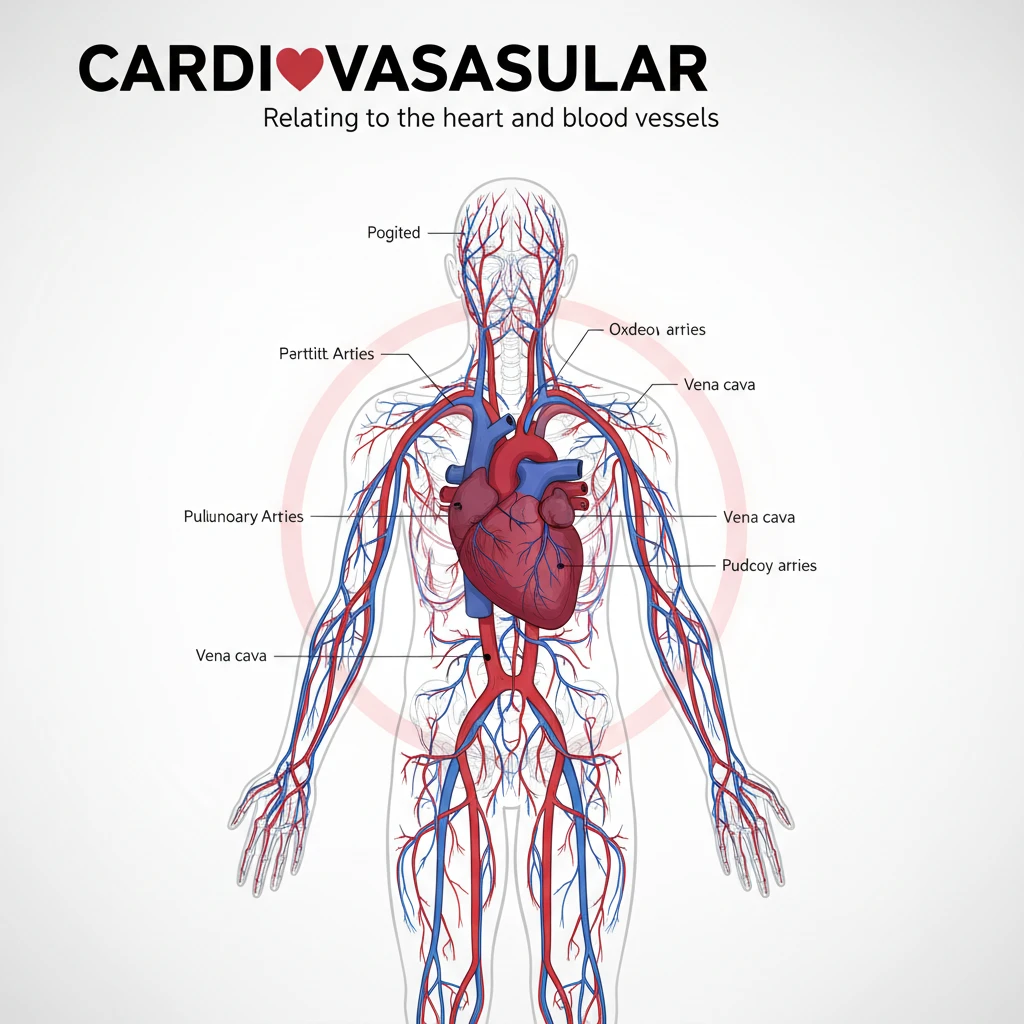 CARDI❤VASASULAR
Relating to the heart and blood vessels
Pogited
Oxdeoı arries
Parttitt Arties
Vena cava
Pulunoary Arties
Vena cava
Pudcoy arries
Vena cava